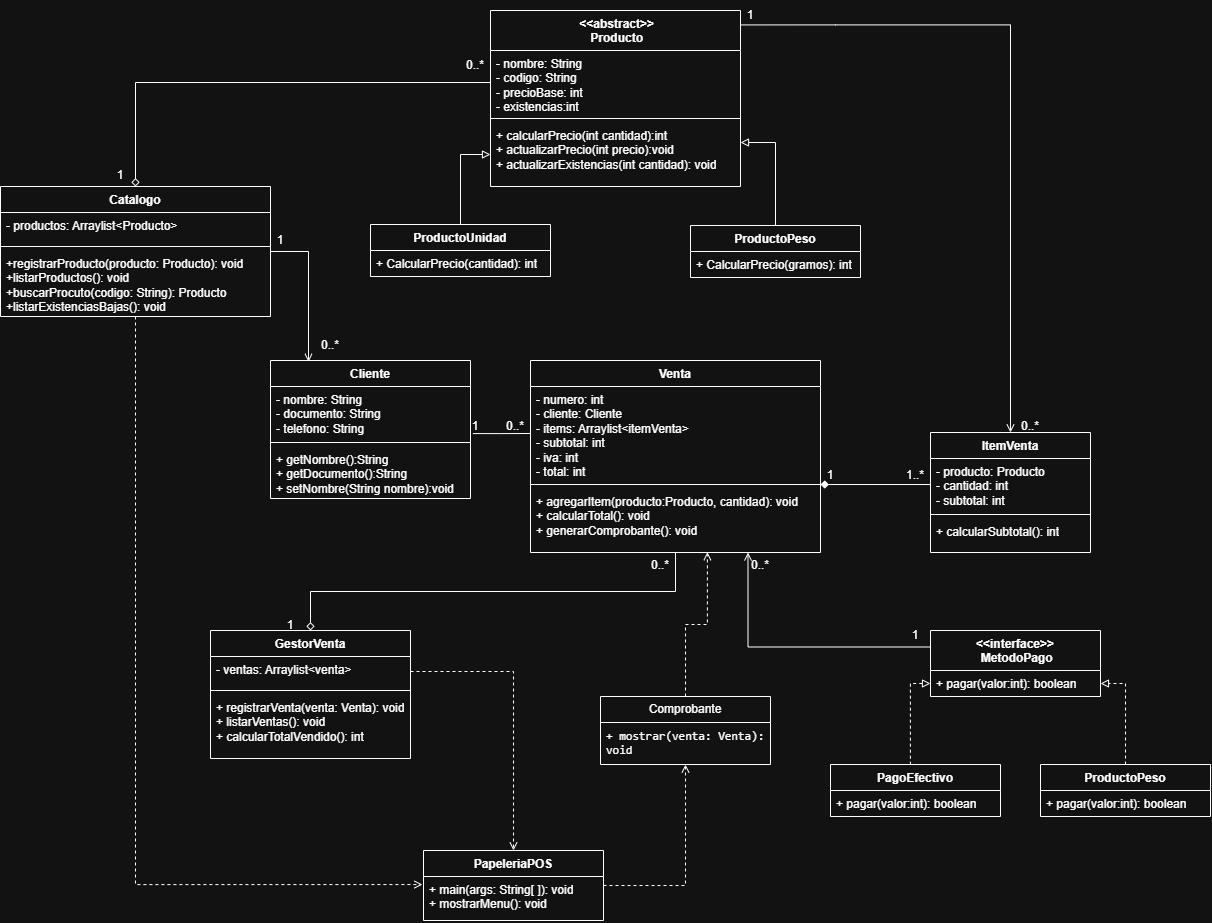 1
<<abstract>>
Producto
0..*
- nombre: String
- codigo: String
- precioBase: int
- existencias:int
+ calcularPrecio(int cantidad):int
+ actualizarPrecio(int precio):void
+ actualizarExistencias(int cantidad): void
1
Catalogo
- productos: Arraylist<Producto>
+registrarProducto(producto: Producto): void
+listarProductos(): void
+buscarProcuto(codigo: String): Producto
+listarExistenciasBajas(): void
1
ProductoUnidad
+ CalcularPrecio(cantidad): int
ProductoPeso
+ CalcularPrecio(gramos): int
0..*
Cliente
- nombre: String
- documento: String
- telefono: String
+ getNombre():String
+ getDocumento():String
+ setNombre(String nombre):void
1
0..*
Venta
- numero: int
- cliente: Cliente
- items: Arraylist<itemVenta>
- subtotal: int
- iva: int
- total: int
+ agregarItem(producto:Producto, cantidad): void
+ calcularTotal(): void
+ generarComprobante(): void
1
1..*
0..*
ItemVenta
- producto: Producto
- cantidad: int
- subtotal: int
+ calcularSubtotal(): int
0..*
0..*
1
GestorVenta
- ventas: Arraylist<venta>
+ registrarVenta(venta: Venta): void
+ listarVentas(): void
+ calcularTotalVendido(): int
1
<<interface>>
MetodoPago
+ pagar(valor:int): boolean
Comprobante
+ mostrar(venta: Venta):
void
PagoEfectivo
+ pagar(valor:int): boolean
ProductoPeso
+ pagar(valor:int): boolean
PapeleriaPOS
+ main(args: String[ ]): void
+ mostrarMenu(): void